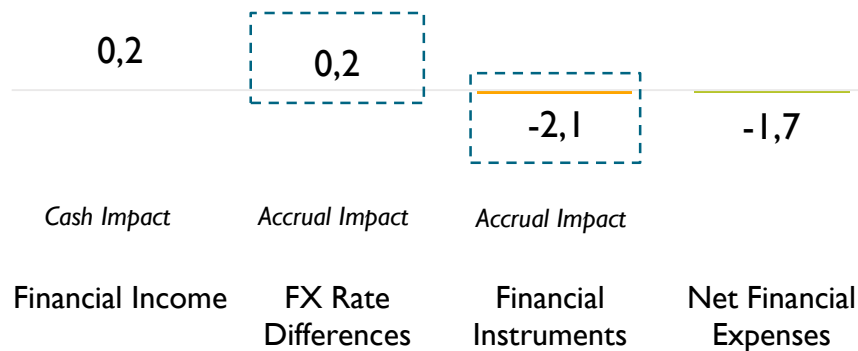 0,2
0,2
-2,1
-1,7
Cash Impact
Accrual Impact
Accrual Impact
Financial Income
FX Rate
Differences
Financial
Instruments
Net Financial
Expenses